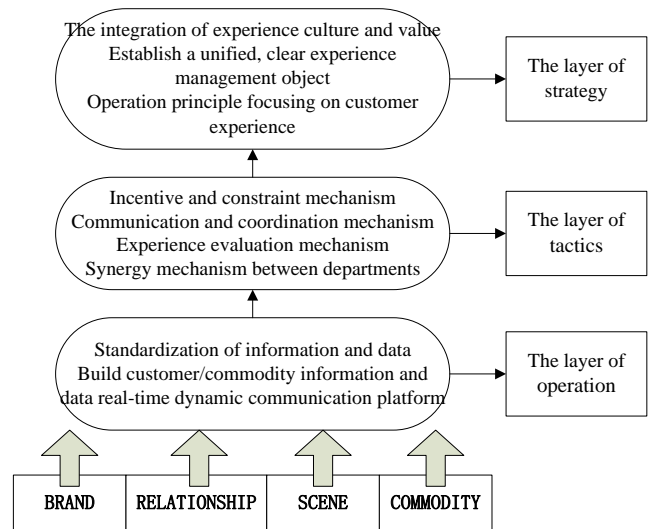 The integration of experience culture and value
Establish a unified, clear experience
management object
Operation principle focusing on customer
experience
The layer of
strategy
Incentive and constraint mechanism
Communication and coordination mechanism
Experience evaluation mechanism
Synergy mechanism between departments
The layer of
tactics
Standardization of information and data
Build customer/commodity information and
data real-time dynamic communication platform
The layer of
operation
BRAND
RELATIONSHIP
SCENE
COMMODITY